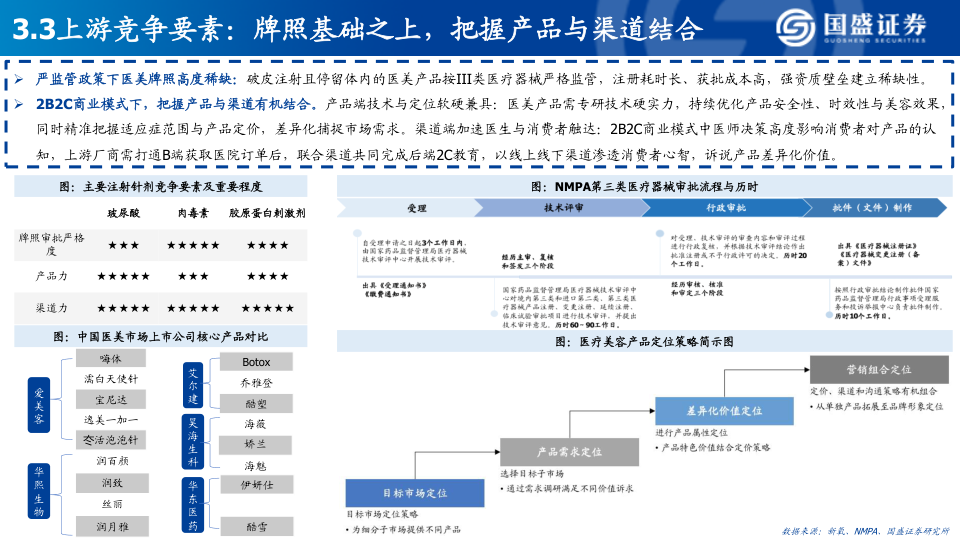 3.3上游竞争要素：牌照基础之上，把握产品与渠道结合
国盛证券
GUOSHENG SECURITIES
严监管政策下医美牌照高度稀缺：破皮注射且停留体内的医美产品按III类医疗器械严格监管，注册耗时长、获批成本高，强资质壁垒建立稀缺性。
2B2C商业模式下，把握产品与渠道有机结合。产品端技术与定位软硬兼具：医美产品需专研技术硬实力，持续优化产品安全性、时效性与美容效果，
同时精准把握适应症范围与产品定价，差异化捕捉市场需求。渠道端加速医生与消费者触达：2B2C商业模式中医师决策高度影响消费者对产品的认
知，上游厂商需打通B端获取医院订单后，联合渠道共同完成后端2C教育，以线上线下渠道渗透消费者心智，诉说产品差异化价值。
图：主要注射针剂竞争要素及重要程度
玻尿酸 肉毒素 胶原蛋白刺激剂
牌照审批严格
度
★★★ ★★★★★ ★★★★
产品力 ★★★★★ ★★★ ★★★★
渠道力 ★★★★★ ★★★★★ ★★★★★
图：中国医美市场上市公司核心产品对比
爱美客
嗨体
濡白天使针
宝尼达
逸美一加一
菭活泡泡针
华熙生物
润百颜
润致
丝丽
润月雅
艾尔建
Botox
乔雅登
酷塑
昊海生科
海薇
娇兰
海魅
华东医药
伊妍仕
酷雪
图：NMPA第三类医疗器械审批流程与历时
受理 技术评审 行政审批 批件（文件）制作
自受理申请之日起3个工作日内，
由国家药品监督管理局医疗器械
技术审评中心开展技术审评。
出具《受理通知书》
《缴费通知书》
经历主审、复核
和签发三个阶段
国家药品监督管理局医疗器械技术审评中
心对境内第三类和进口第二类、第三类医
疗器械产品注册、变更注册、延续注册、
临床试验审批项目进行技术审评，并提出
技术审评意见。历时60－90工作日。
对受理、技术审评的审查内容和审评过程
进行行政复核，并根据技术审评结论作出
批准注册或不予行政许可的决定。历时20
个工作日。
经历审核、核准
和审定三个阶段
出具《医疗器械注册证》
《医疗器械变更注册（备
案）文件》
按照行政审批结论制作批件国家
药品监督管理局行政事项受理服
务和投诉举报中心负责批件制作。
历时10个工作日。
图：医疗美容产品定位策略简示图
目标市场定位
目标市场定位策略
• 为细分子市场提供不同产品
产品需求定位
选择目标子市场
• 通过需求调研满足不同价值诉求
差异化价值定位
进行产品属性定位
• 产品特色价值结合定价策略
营销组合定位
定价、渠道和沟通策略有机组合
• 从单独产品拓展至品牌形象定位
数据来源：新氧、NMPA、国盛证券研究所